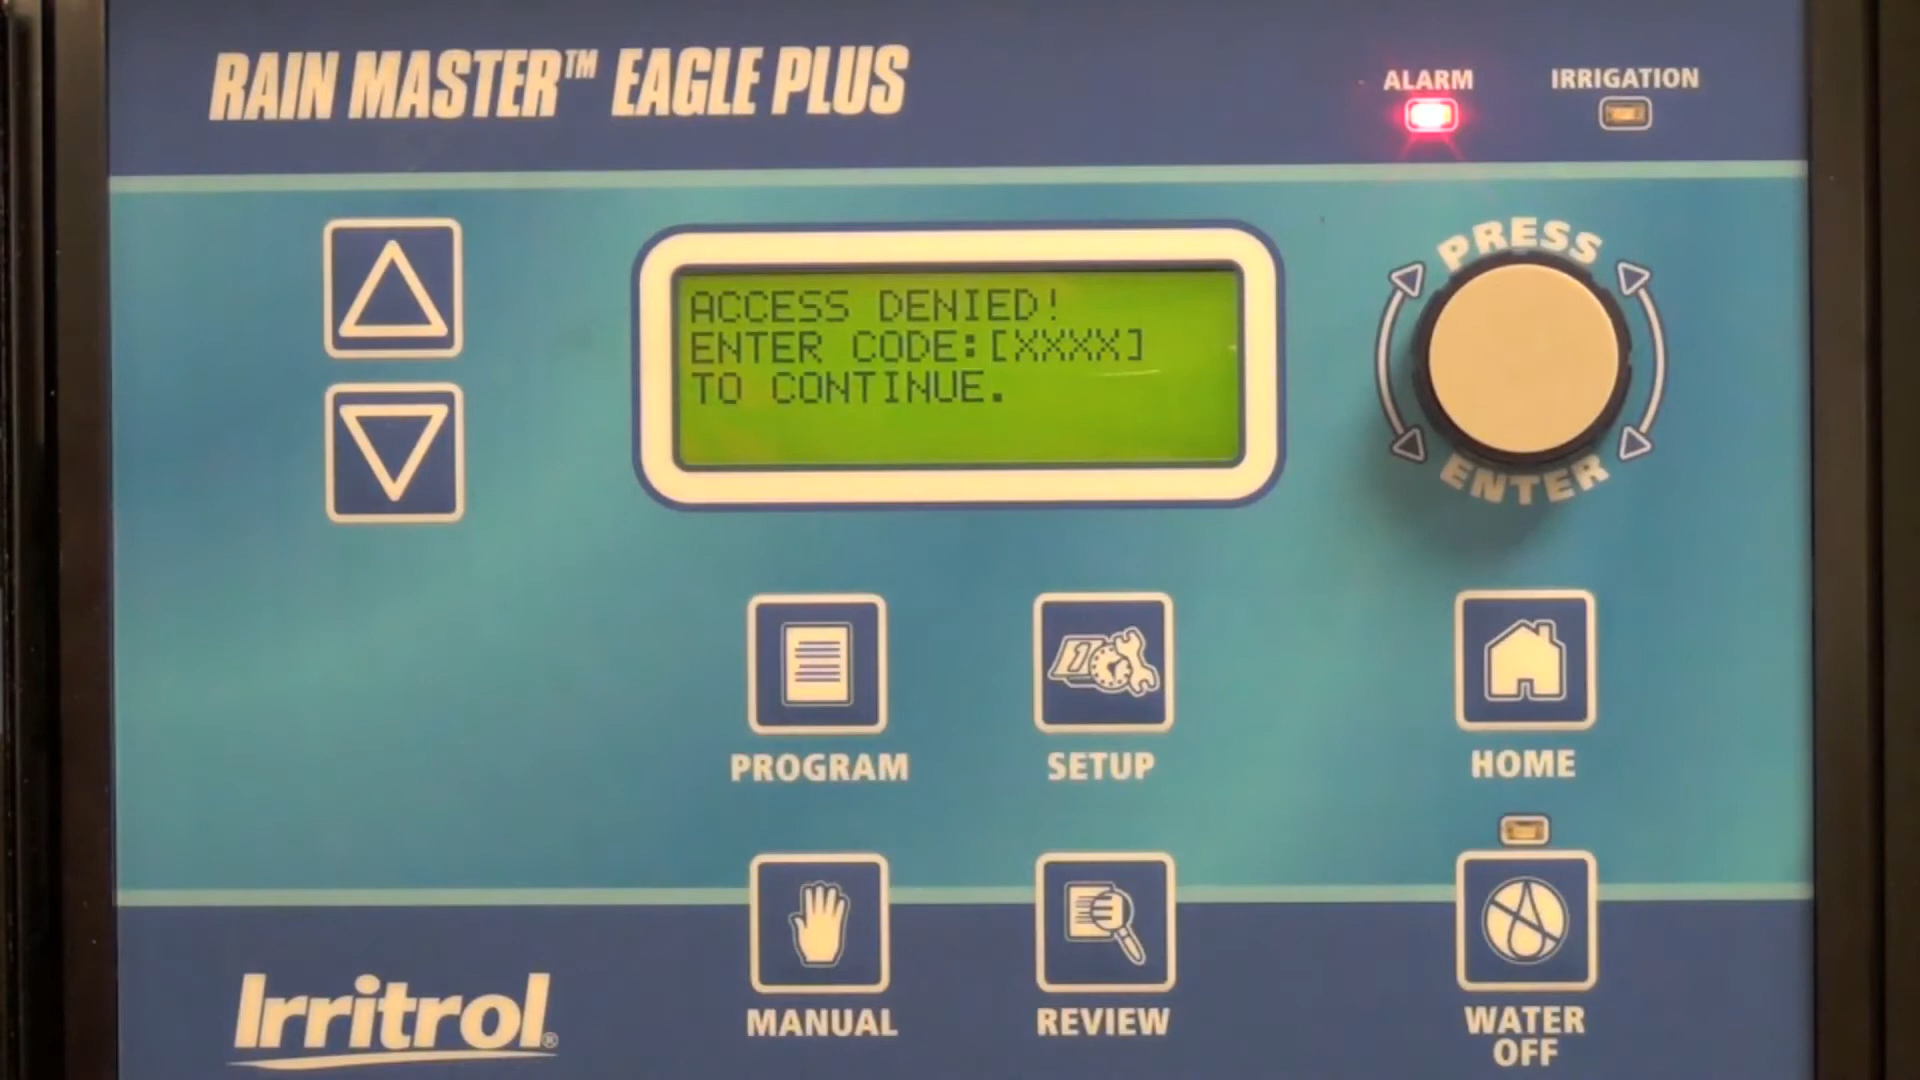 RAIN MASTER™ EAGLE PLUS
ALARM
IRRIGATION
ACCESS DENIED!
ENTER CODE:[XXXX]
TO CONTINUE.
PRESS
ENTER
PROGRAM
SETUP
HOME
MANUAL
REVIEW
WATER
OFF
Irritrol®